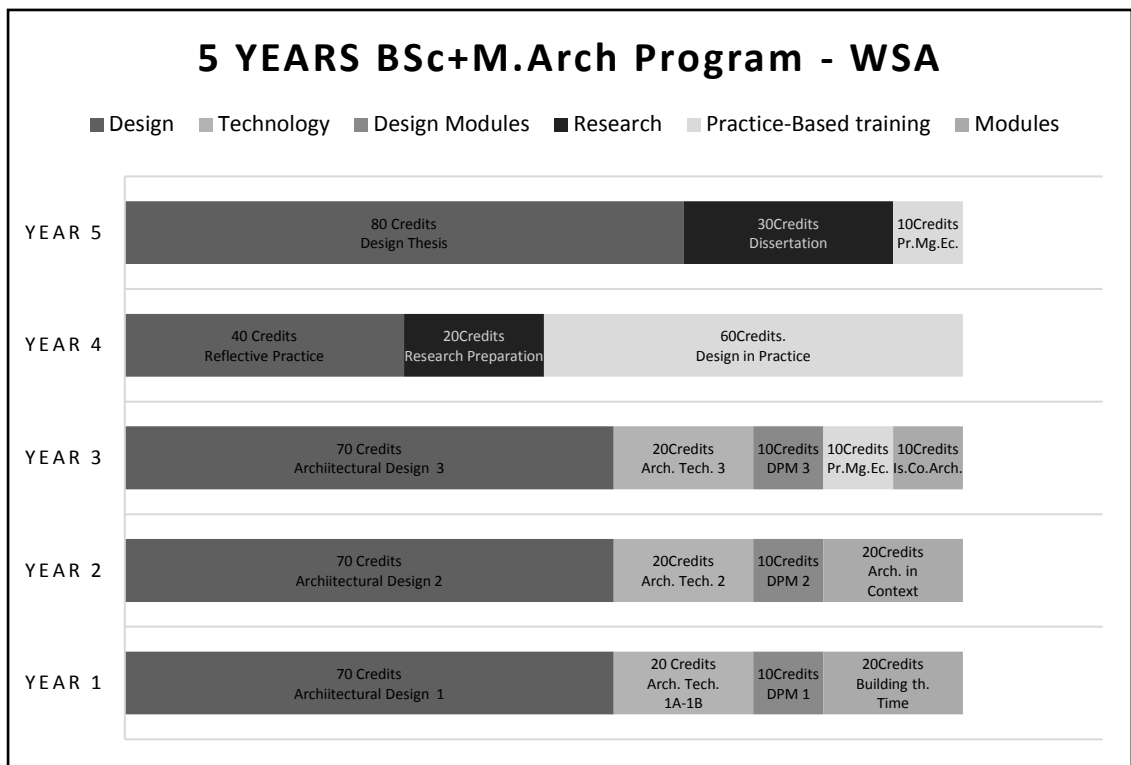 5 YEARS BSc+M.Arch Program - WSA
Design Technology Design Modules Research Practice-Based training Modules
YEAR 5
80 Credits
Design Thesis
30Credits
Dissertation
10Credits
Pr.Mg.Ec.
YEAR 4
40 Credits
Reflective Practice
20Credits
Research Preparation
60Credits.
Design in Practice
YEAR 3
70 Credits
Archiitectural Design 3
20Credits
Arch. Tech. 3
10Credits
DPM 3
10Credits
Pr.Mg.Ec.
10Credits
Is.Co.Arch.
YEAR 2
70 Credits
Archiitectural Design 2
20Credits
Arch. Tech. 2
10Credits
DPM 2
20Credits
Arch. in
Context
YEAR 1
70 Credits
Archiitectural Design 1
20 Credits
Arch. Tech.
1A-1B
10Credits
DPM 1
20Credits
Building th.
Time